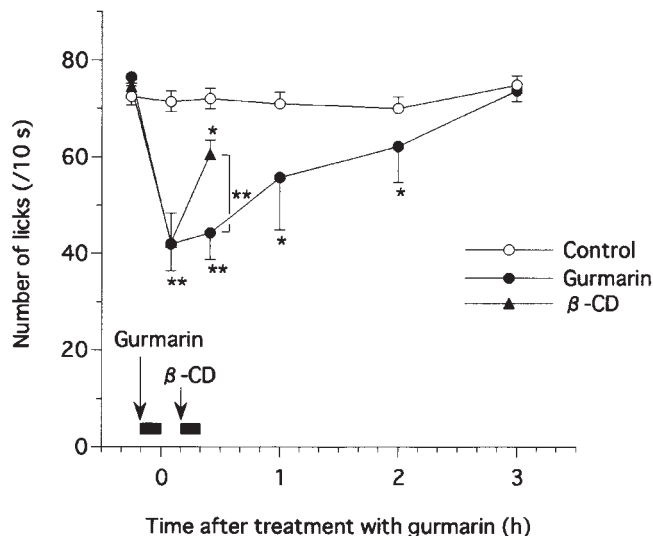 80
60
40
20
0
Number of licks (/10 s)
*
**
**
**
*
*
Control
Gurmarin
β-CD
Gurmarin
β-CD
0 1 2 3
Time after treatment with gurmarin (h)